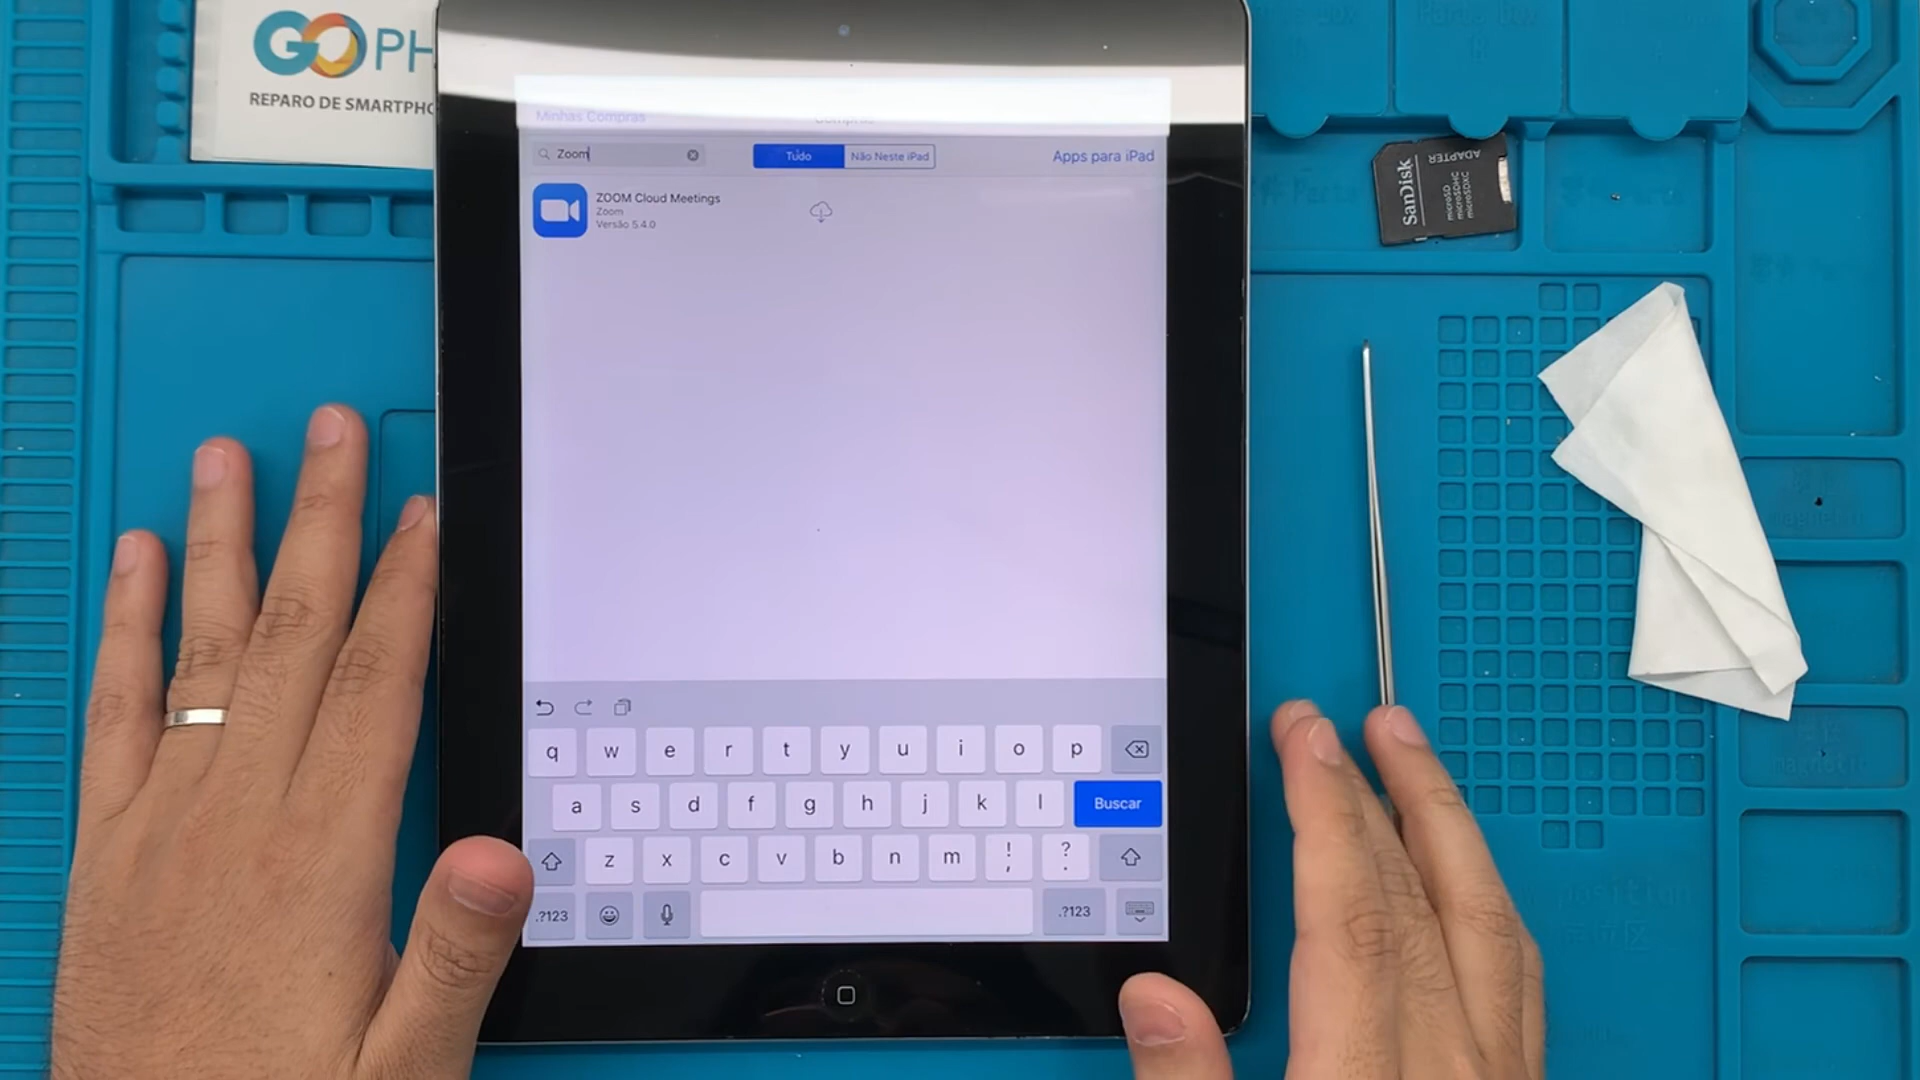 GO PH
REPARO DE SMARTPHO
Minhas Compras
Compras
Zoom
Tudo
Não Neste iPad
Apps para iPad
ZOOM Cloud Meetings
Zoom
Versão 5.4.0
SanDisk
ADAPTER
microSD
microSDHC
microSDXC
q w e r t y u i o p
a s d f g h j k l Buscar
z x c v b n m ! , ? .
.?123
.?123